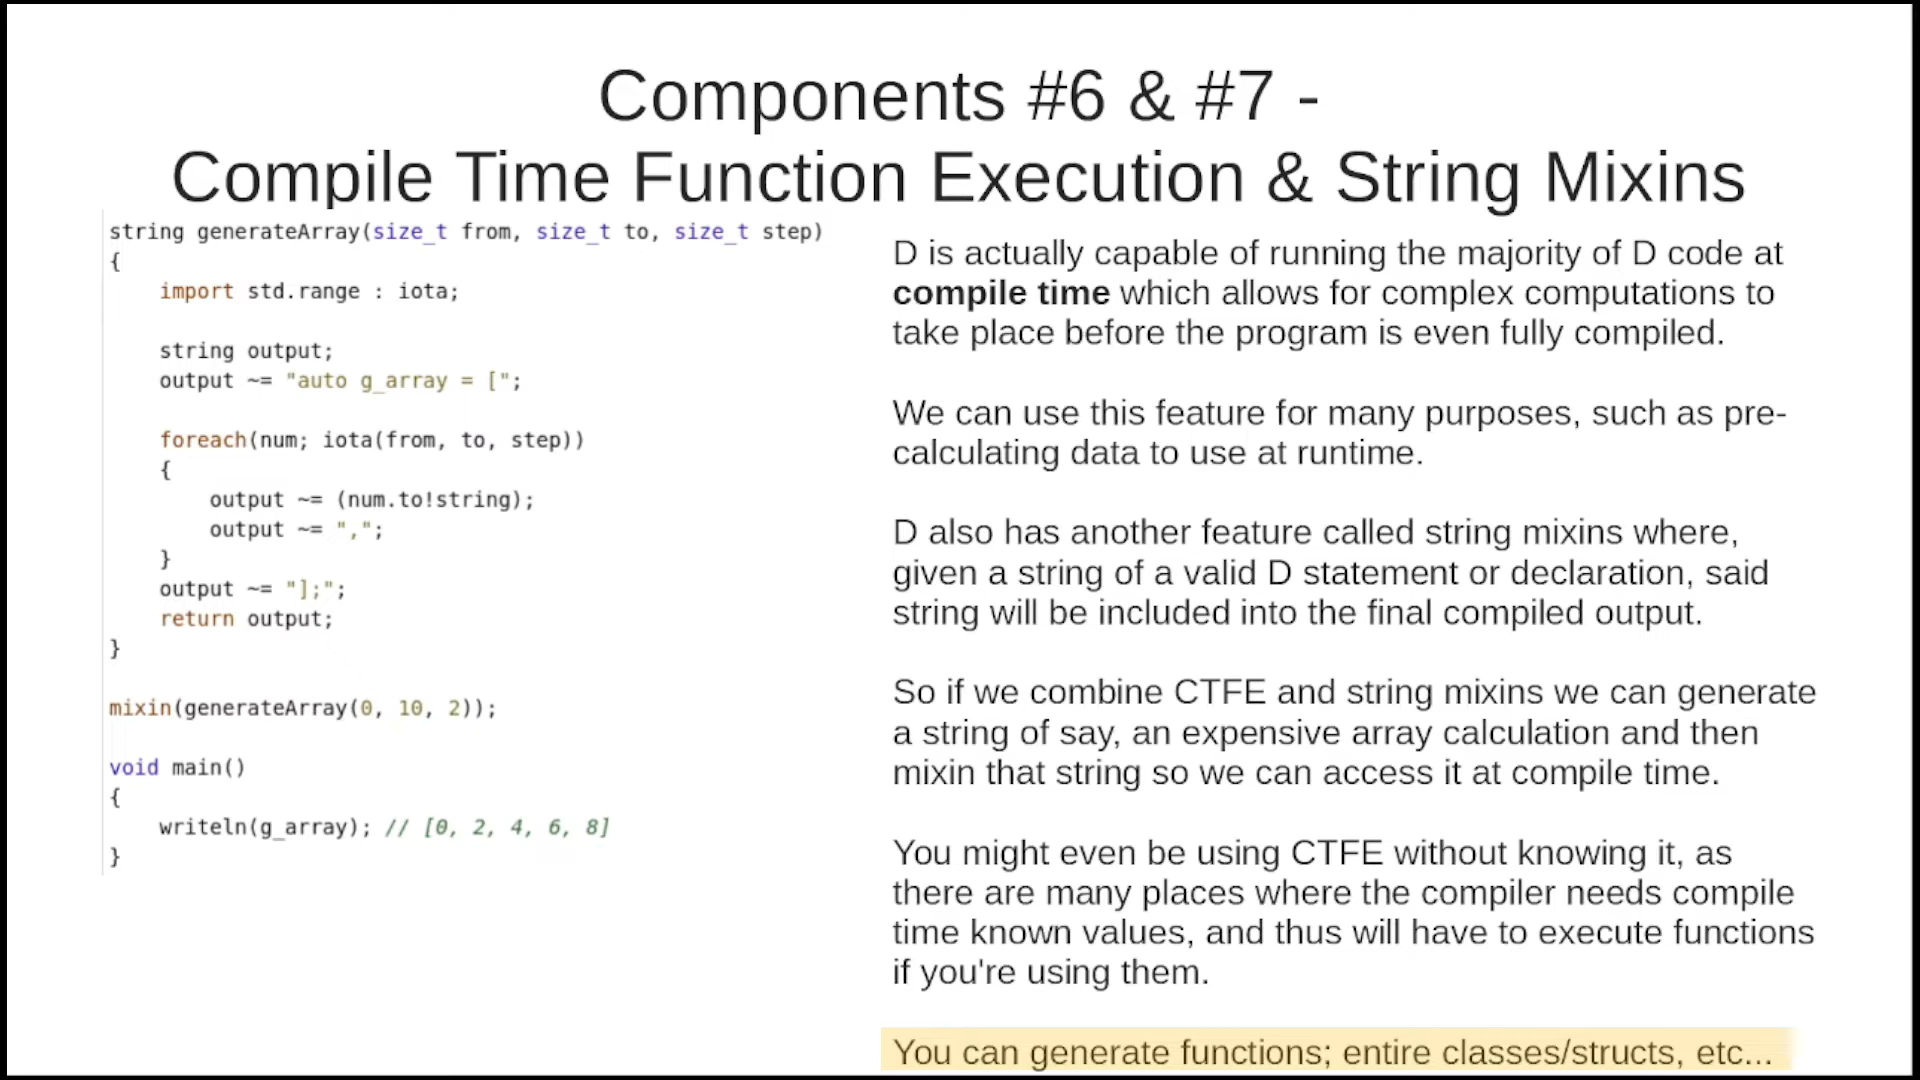 Components #6 & #7 -
Compile Time Function Execution & String Mixins
string generateArray(size_t from, size_t to, size_t step)
{
    import std.range : iota;

    string output;
    output ~= "auto g_array = [";

    foreach(num; iota(from, to, step))
    {
        output ~= (num.to!string);
        output ~= ",";
    }
    output ~= "];";
    return output;
}

mixin(generateArray(0, 10, 2));

void main()
{
    writeln(g_array); // [0, 2, 4, 6, 8]
}
D is actually capable of running the majority of D code at
compile time which allows for complex computations to
take place before the program is even fully compiled.
We can use this feature for many purposes, such as pre-
calculating data to use at runtime.
D also has another feature called string mixins where,
given a string of a valid D statement or declaration, said
string will be included into the final compiled output.
So if we combine CTFE and string mixins we can generate
a string of say, an expensive array calculation and then
mixin that string so we can access it at compile time.
You might even be using CTFE without knowing it, as
there are many places where the compiler needs compile
time known values, and thus will have to execute functions
if you're using them.
You can generate functions; entire classes/structs, etc...